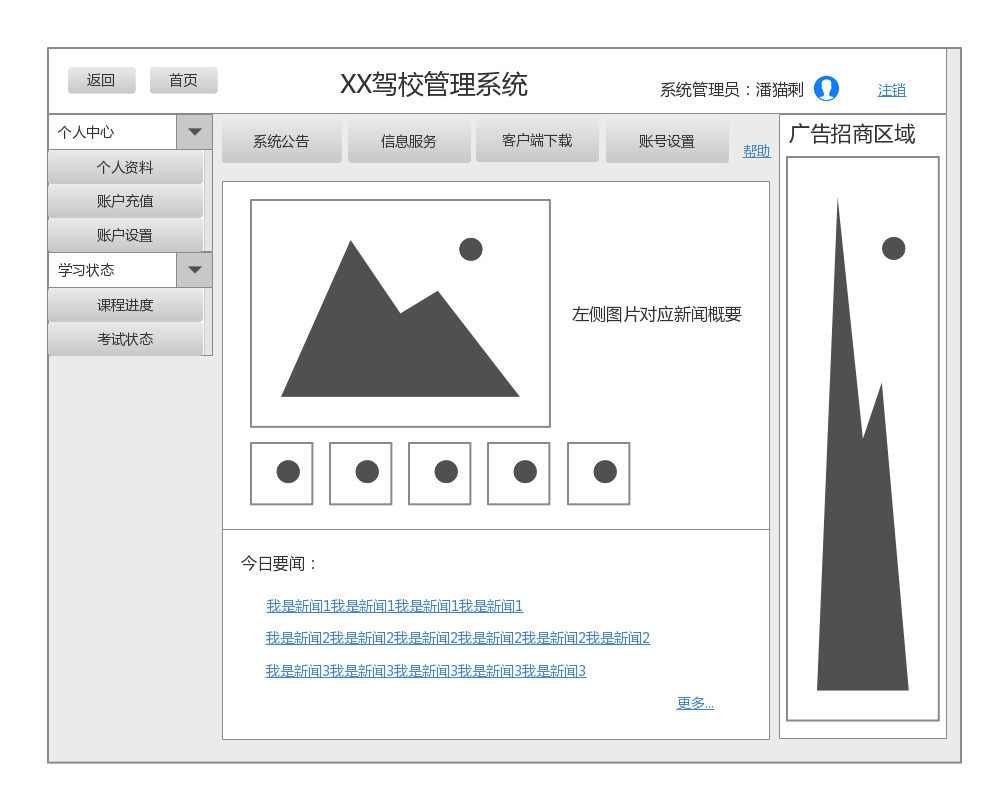 返回
首页
XX驾校管理系统
系统管理员：潘猫剩
注销
个人中心
个人资料
账户充值
账户设置
学习状态
课程进度
考试状态
系统公告
信息服务
客户端下载
账号设置
帮助
左侧图片对应新闻概要
今日要闻：
我是新闻1我是新闻1我是新闻1我是新闻1
我是新闻2我是新闻2我是新闻2我是新闻2我是新闻2我是新闻2
我是新闻3我是新闻3我是新闻3我是新闻3我是新闻3
更多...
广告招商区域